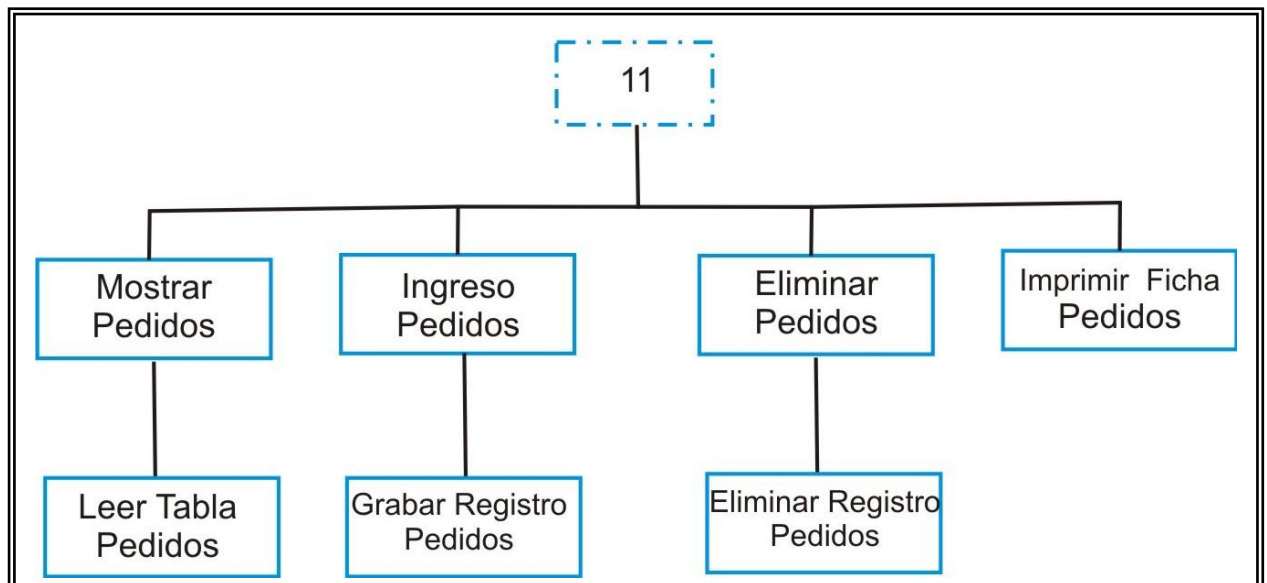 11
Mostrar
Pedidos
Ingreso
Pedidos
Eliminar
Pedidos
Imprimir Ficha
Pedidos
Leer Tabla
Pedidos
Grabar Registro
Pedidos
Eliminar Registro
Pedidos